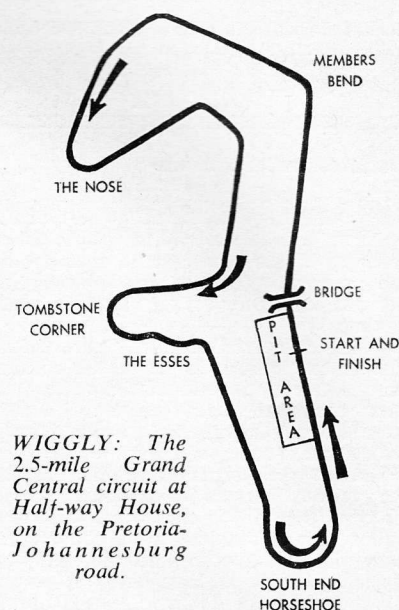 MEMBERS
BEND
THE NOSE
BRIDGE
TOMBSTONE
CORNER
START AND
FINISH
PIT AREA
THE ESSES
WIGGLY: The
2.5-mile Grand
Central circuit at
Half-way House,
on the Pretoria-
Johannesburg
road.
SOUTH END
HORSESHOE